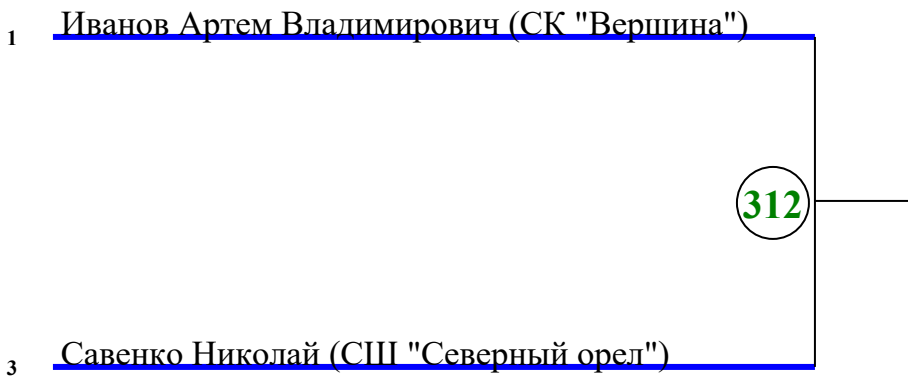 1 Иванов Артем Владимирович (СК "Вершина")
312
3 Савенко Николай (СШ "Северный орел")